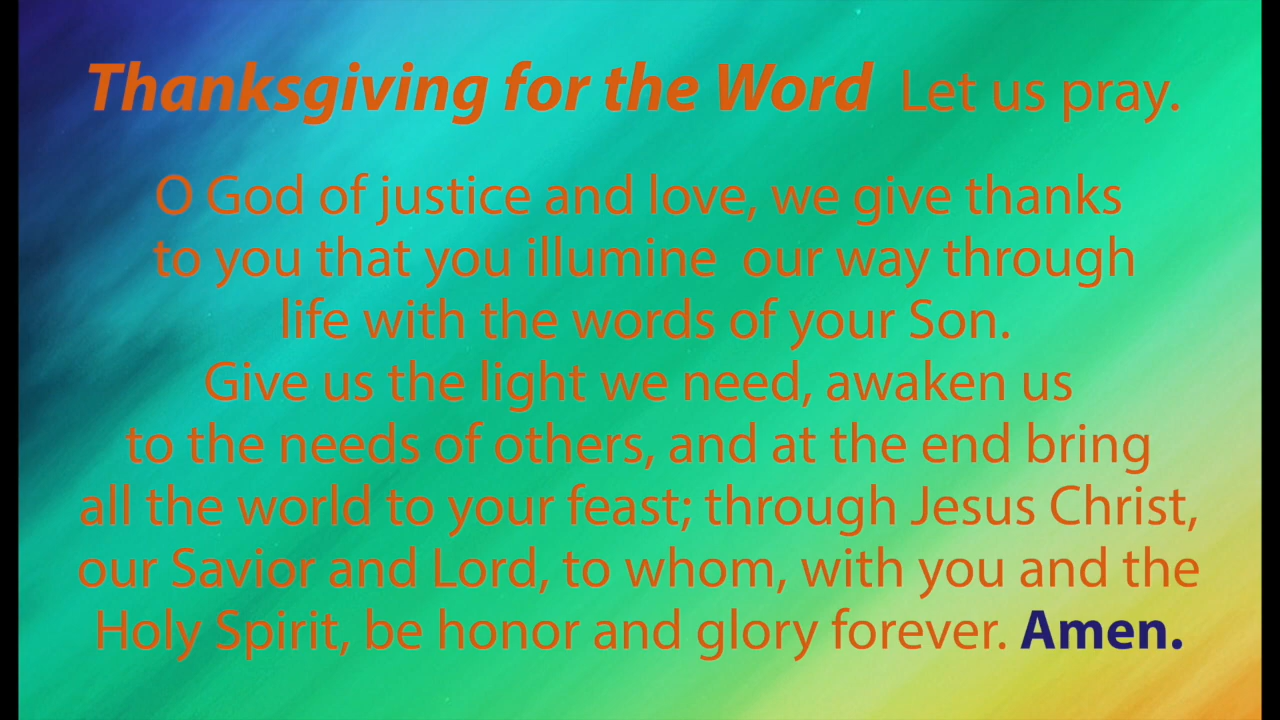 Thanksgiving for the Word Let us pray.
O God of justice and love, we give thanks
to you that you illumine our way through
life with the words of your Son.
Give us the light we need, awaken us
to the needs of others, and at the end bring
all the world to your feast; through Jesus Christ,
our Savior and Lord, to whom, with you and the
Holy Spirit, be honor and glory forever. Amen.